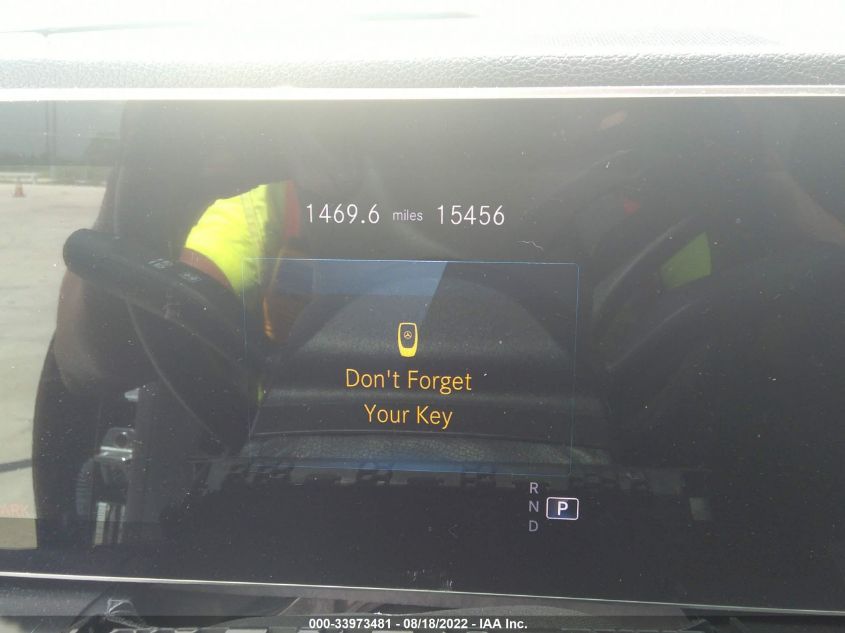 1469.6 miles 15456
Don't Forget
Your Key
R
N P
D
000-33973481 - 08/18/2022 - IAA Inc.